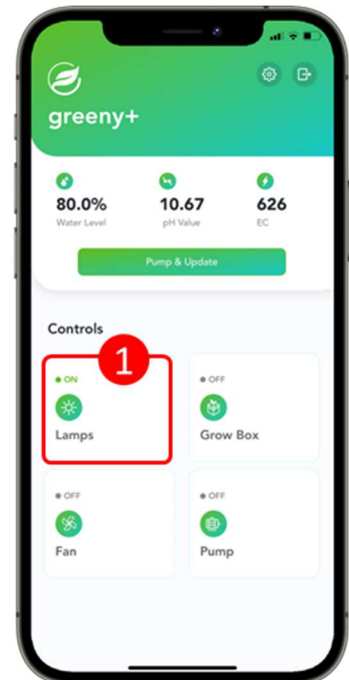 greeny+
80.0%
Water Level
10.67
pH Value
626
EC
Pump & Update
Controls
1
ON
Lamps
OFF
Grow Box
OFF
Fan
OFF
Pump